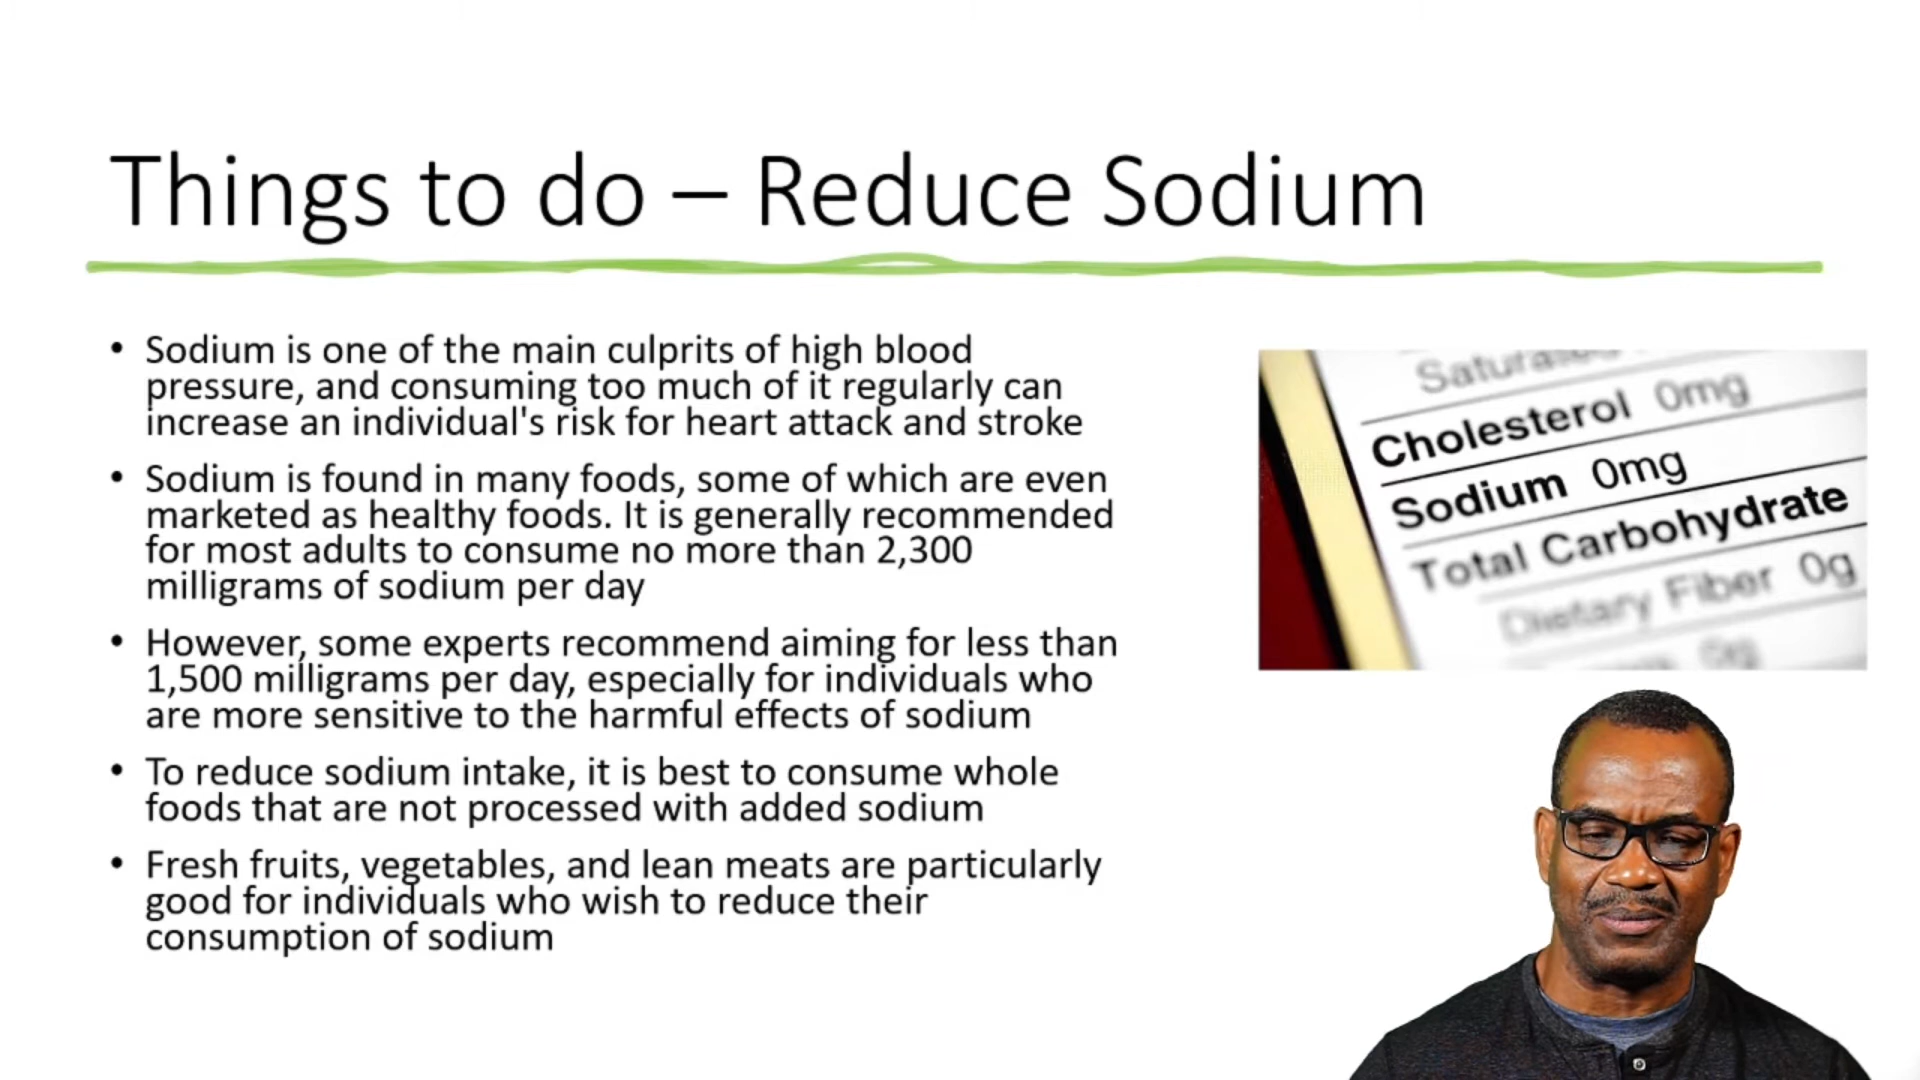 Things to do – Reduce Sodium
• Sodium is one of the main culprits of high blood
pressure, and consuming too much of it regularly can
increase an individual's risk for heart attack and stroke
• Sodium is found in many foods, some of which are even
marketed as healthy foods. It is generally recommended
for most adults to consume no more than 2,300
milligrams of sodium per day
• However, some experts recommend aiming for less than
1,500 milligrams per day, especially for individuals who
are more sensitive to the harmful effects of sodium
• To reduce sodium intake, it is best to consume whole
foods that are not processed with added sodium
• Fresh fruits, vegetables, and lean meats are particularly
good for individuals who wish to reduce their
consumption of sodium
Cholesterol 0mg
Sodium 0mg
Total Carbohydrate
Dietary Fiber 0g
0g